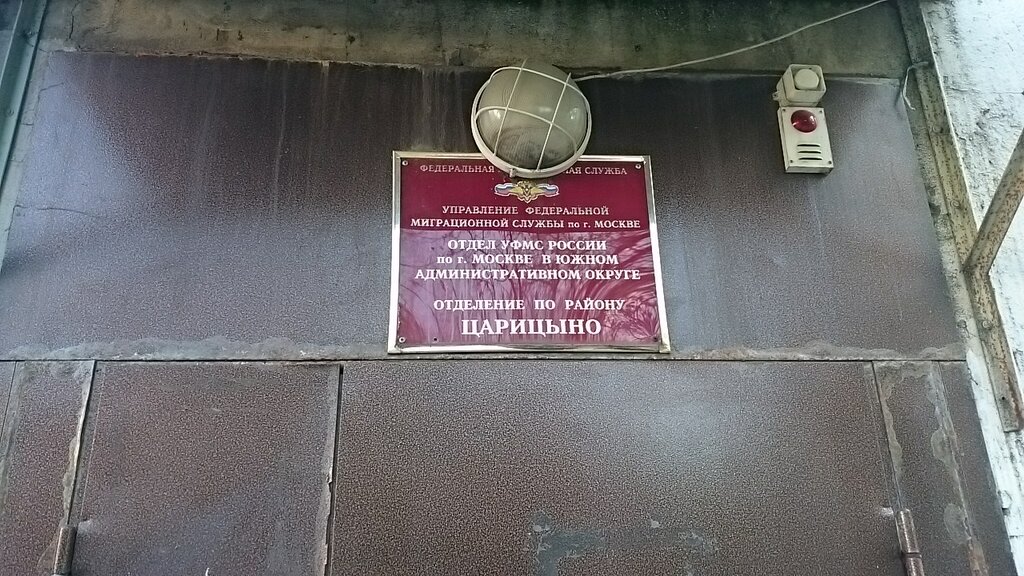 ФЕДЕРАЛЬНАЯ СЛУЖБА
УПРАВЛЕНИЕ ФЕДЕРАЛЬНОЙ
МИГРАЦИОННОЙ СЛУЖБЫ по г. МОСКВЕ
ОТДЕЛ УФМС РОССИИ
по г. МОСКВЕ В ЮЖНОМ
АДМИНИСТРАТИВНОМ ОКРУГЕ
ОТДЕЛЕНИЕ ПО РАЙОНУ
ЦАРИЦЫНО